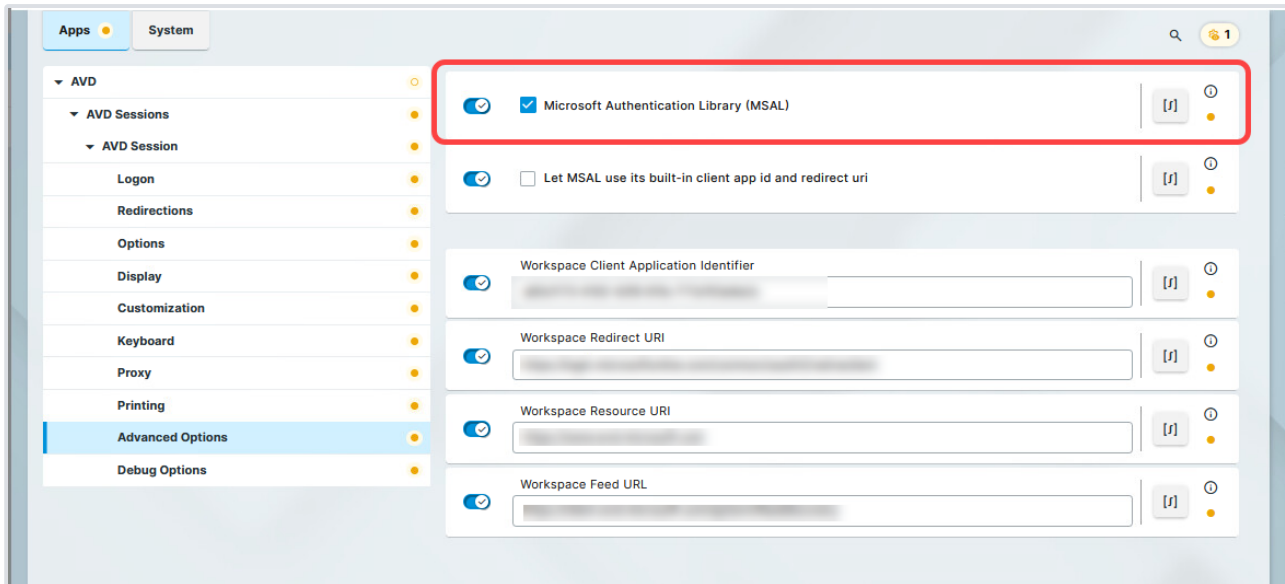 Apps
System
1
AVD
AVD Sessions
AVD Session
Logon
Redirections
Options
Display
Customization
Keyboard
Proxy
Printing
Advanced Options
Debug Options
Microsoft Authentication Library (MSAL)
Let MSAL use its built-in client app id and redirect uri
Workspace Client Application Identifier
Workspace Redirect URI
Workspace Resource URI
Workspace Feed URL